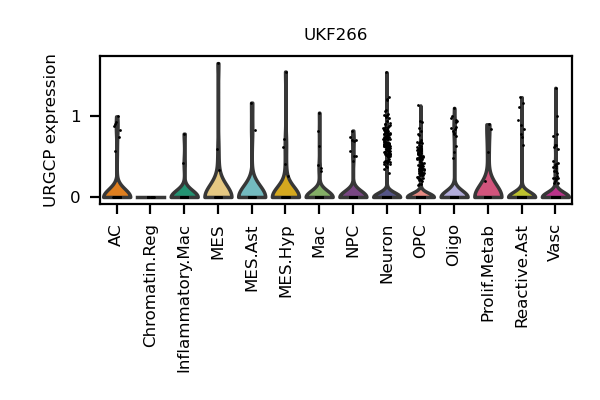 UKF266
URGCP expression
1
0
AC
Chromatin.Reg
Inflammatory.Mac
MES
MES.Ast
MES.Hyp
Mac
NPC
Neuron
OPC
Oligo
Prolif.Metab
Reactive.Ast
Vasc